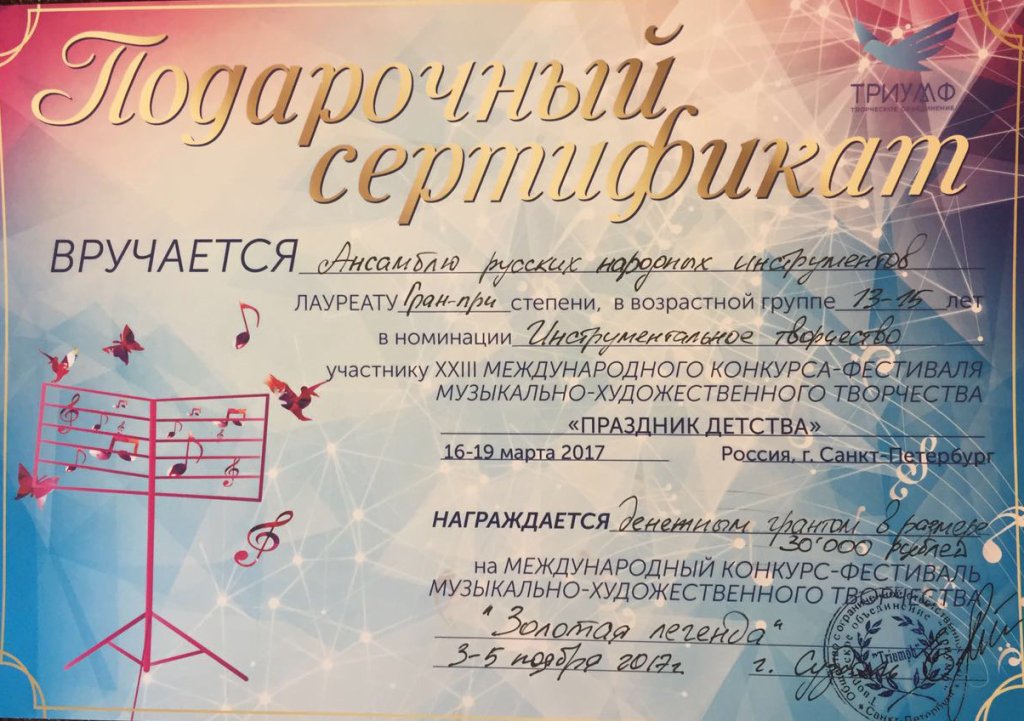 Подарочный
сертификат
ТРИУМФ
ТВОРЧЕСКОЕ ОБЪЕДИНЕНИЕ
ВРУЧАЕТСЯ Ансамблю русских народных инструментов
ЛАУРЕАТУ Гран-при степени, в возрастной группе 13-15 лет
в номинации Инструментальное творчество
участнику XXIII МЕЖДУНАРОДНОГО КОНКУРСА-ФЕСТИВАЛЯ
МУЗЫКАЛЬНО-ХУДОЖЕСТВЕННОГО ТВОРЧЕСТВА
«ПРАЗДНИК ДЕТСТВА»
16-19 марта 2017 Россия, г. Санкт-Петербург
НАГРАЖДАЕТСЯ денежным грантом в размере
30'000 рублей
на МЕЖДУНАРОДНЫЙ КОНКУРС-ФЕСТИВАЛЬ
МУЗЫКАЛЬНО-ХУДОЖЕСТВЕННОГО ТВОРЧЕСТВА
"Золотая легенда"
3-5 ноября 2017г. г. Суздаль
"Triumph"